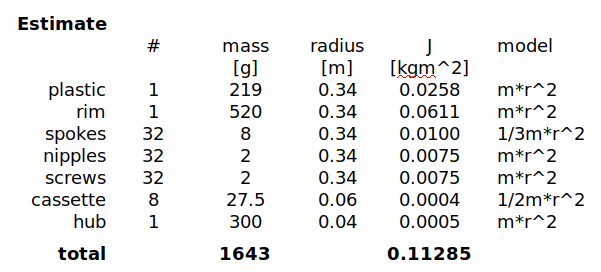 Estimate
# mass radius J model
[g] [m] [kgm^2]
plastic 1 219 0.34 0.0258 m*r^2
rim 1 520 0.34 0.0611 m*r^2
spokes 32 8 0.34 0.0100 1/3m*r^2
nipples 32 2 0.34 0.0075 m*r^2
screws 32 2 0.34 0.0075 m*r^2
cassette 8 27.5 0.06 0.0004 1/2m*r^2
hub 1 300 0.04 0.0005 m*r^2
total 1643 0.11285